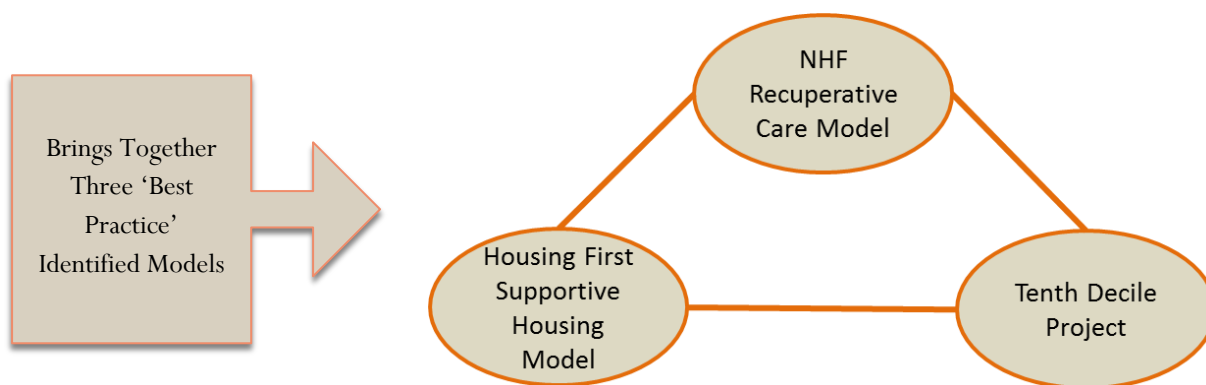 Brings Together
Three ‘Best
Practice’
Identified Models
NHF
Recuperative
Care Model
Housing First
Supportive
Housing
Model
Tenth Decile
Project